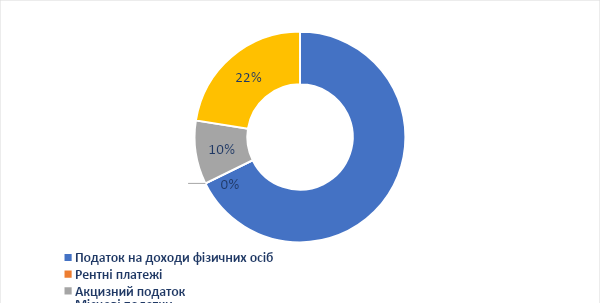 22%
10%
0%
Податок на доходи фізичних осіб
Рентні платежі
Акцизний податок